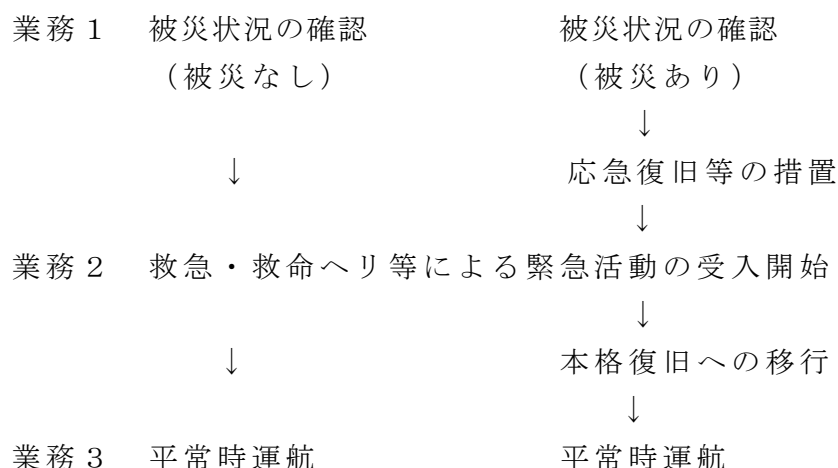 業務1 被災状況の確認 被災状況の確認
(被災なし) (被災あり)
↓
↓ 応急復旧等の措置
↓
業務2 救急・救命ヘリ等による緊急活動の受入開始
↓
↓ 本格復旧への移行
↓
業務3 平常時運航 平常時運航